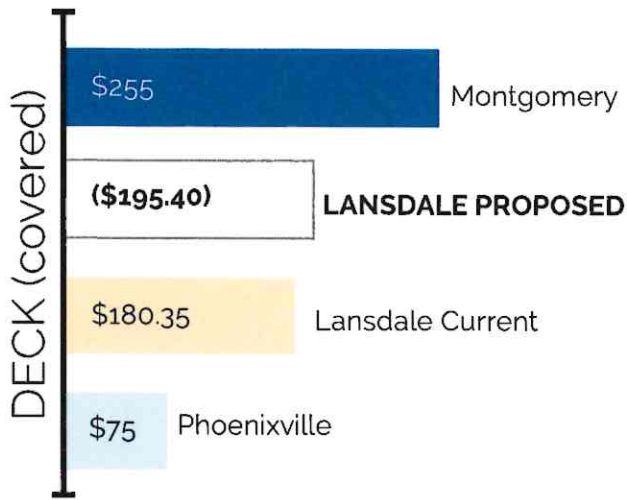 DECK (covered)
$255 Montgomery
($195.40) LANSDALE PROPOSED
$180.35 Lansdale Current
$75 Phoenixville